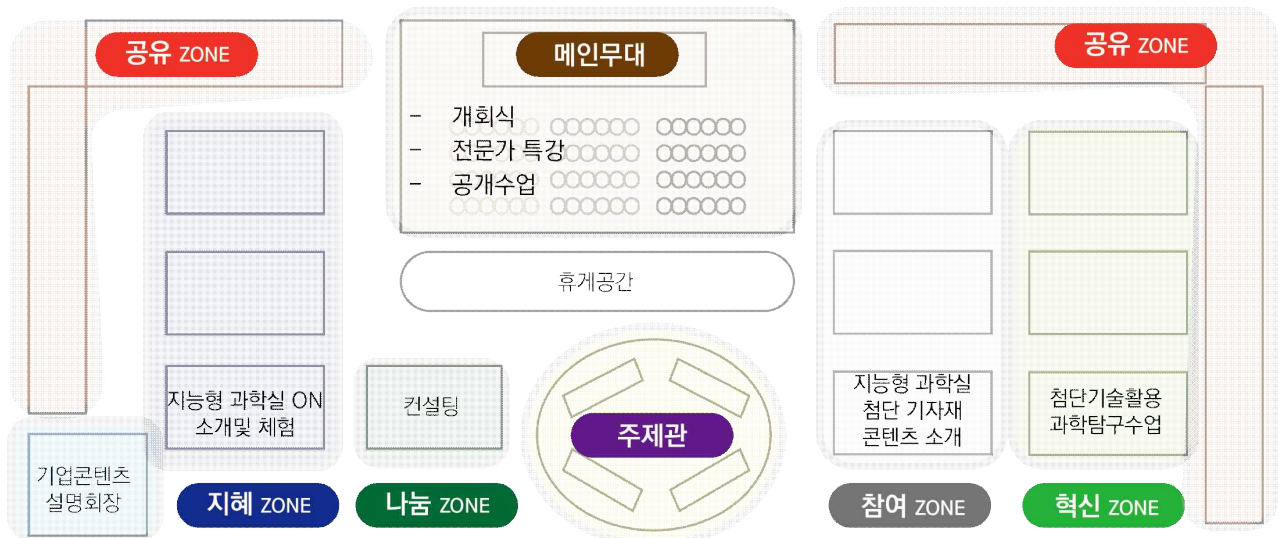 공유 ZONE
메인무대
공유 ZONE
- 개회식
- 전문가 특강
- 공개수업
휴게공간
지능형 과학실 ON
소개및 체험
컨설팅
주제관
지능형 과학실
첨단 기자재
콘텐츠 소개
첨단기술활용
과학탐구수업
기업콘텐츠
설명회장
지혜 ZONE
나눔 ZONE
참여 ZONE
혁신 ZONE